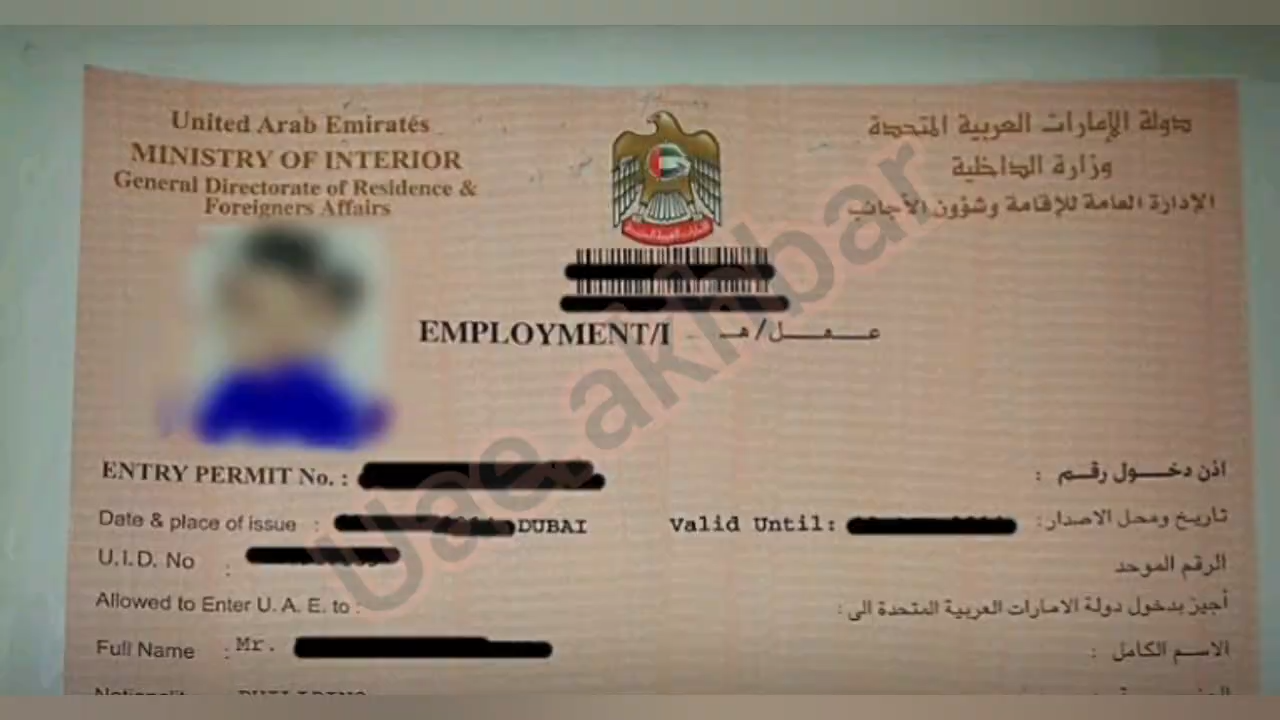 United Arab Emirates
MINISTRY OF INTERIOR
General Directorate of Residence &
Foreigners Affairs
دولة الإمارات العربية المتحدة
وزارة الداخلية
الإدارة العامة للإقامة وشؤون الأجانب
EMPLOYMENT/I عـمـل/هـ
ENTRY PERMIT No. : اذن دخـول رقـم :
Date & place of issue : DUBAI Valid Until: تاريخ ومحل الاصدار:
U.I.D. No : الرقم الموحد
Allowed to Enter U. A. E. to : أجيز بدخول دولة الامارات العربية المتحدة الى:
Full Name : Mr. الاسم الكامل :
Uae.akhbar